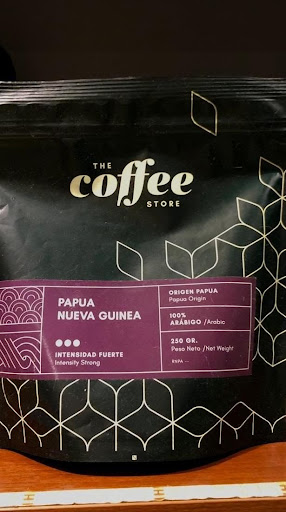 THE
coffee
STORE
PAPUA
NUEVA GUINEA
INTENSIDAD FUERTE
Intensity Strong
ORIGEN PAPUA
Papua Origin
100%
ARÁBIGO /Arabic
250 GR.
Peso Neto /Net Weight
RNPA